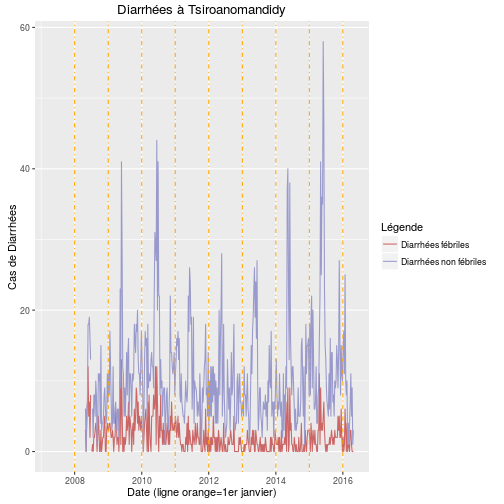 Diarrhées à Tsiroanomandidy
60
40
20
0
Cas de Diarrhées
2008 2010 2012 2014 2016
Date (ligne orange=1er janvier)
Légende
Diarrhées fébriles
Diarrhées non fébriles